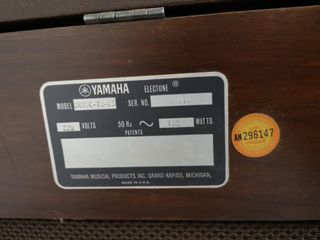 YAMAHA ELECTONE ®
MODEL SER. NO.
220 VOLTS 50 Hz WATTS
PATENTS
YAMAHA MUSICAL PRODUCTS INC. GRAND RAPIDS, MICHIGAN,
MADE IN U.S.A.
AN 296147